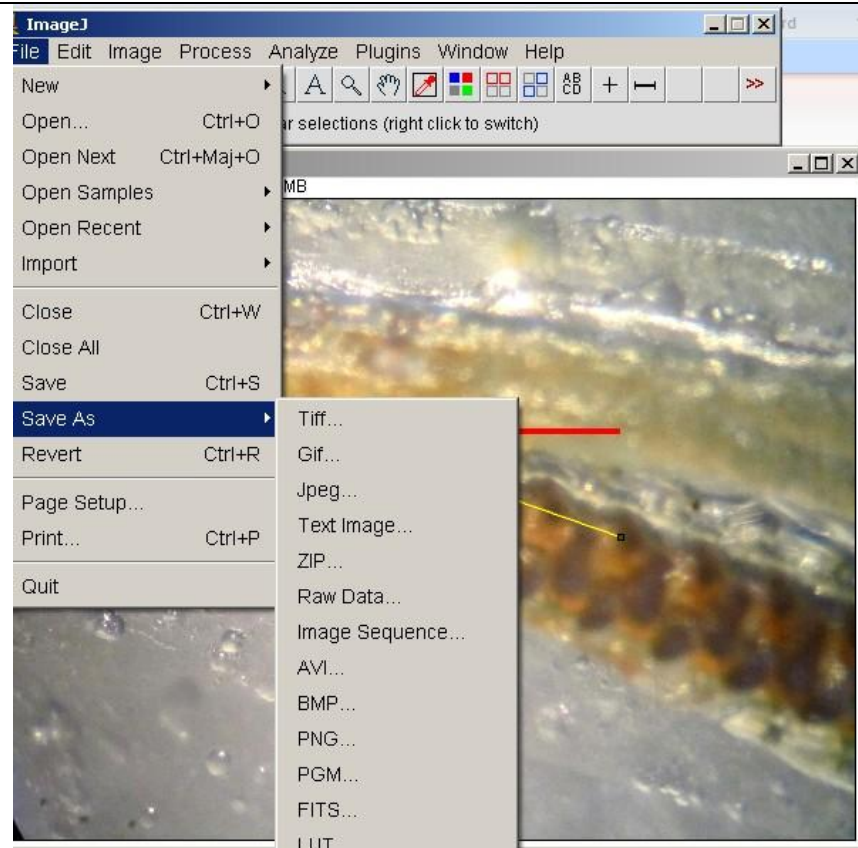 ImageJ
File Edit Image Process Analyze Plugins Window Help
A AB CD >>
selections (right click to switch)
MB
New
Open... Ctrl+O
Open Next Ctrl+Maj+O
Open Samples
Open Recent
Import
Close Ctrl+W
Close All
Save Ctrl+S
Save As
Revert Ctrl+R
Page Setup...
Print... Ctrl+P
Quit
Tiff...
Gif...
Jpeg...
Text Image...
ZIP...
Raw Data...
Image Sequence...
AVI...
BMP...
PNG...
PGM...
FITS...
LUT...